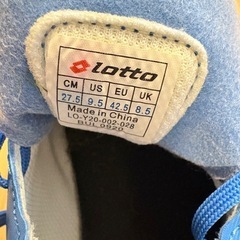 lotto
CM US EU UK
27.5 9.5 42.5 8.5
Made in China
LO-Y20-002-028
BUL 0920